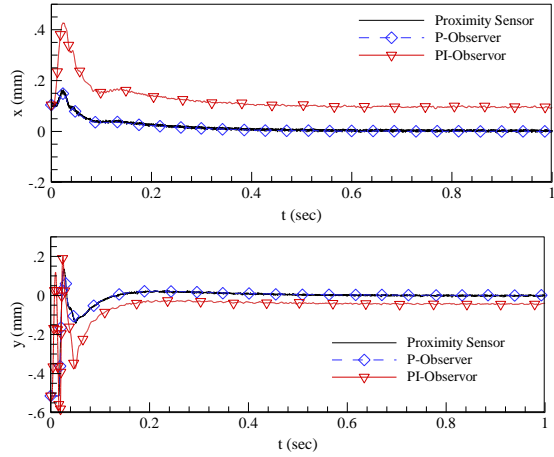 .4
.2
0
-.2
x (mm)
Proximity Sensor
P-Observer
PI-Observor
0 0.2 0.4 0.6 0.8 1
t (sec)
.2
0
-.2
-.4
-.6
y (mm)
Proximity Sensor
P-Observer
PI-Observor
0 0.2 0.4 0.6 0.8 1
t (sec)